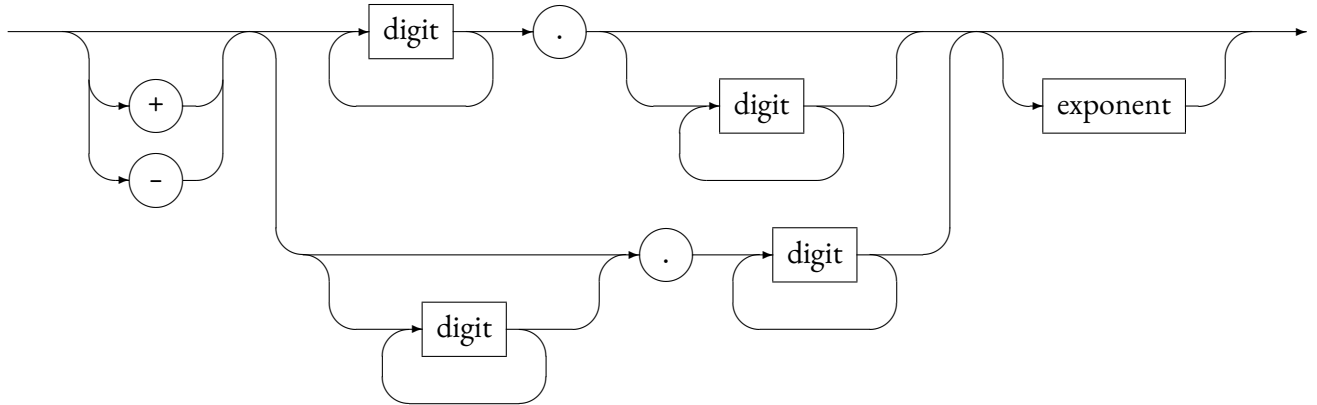 digit
.
+
digit
exponent
-
.
digit
digit